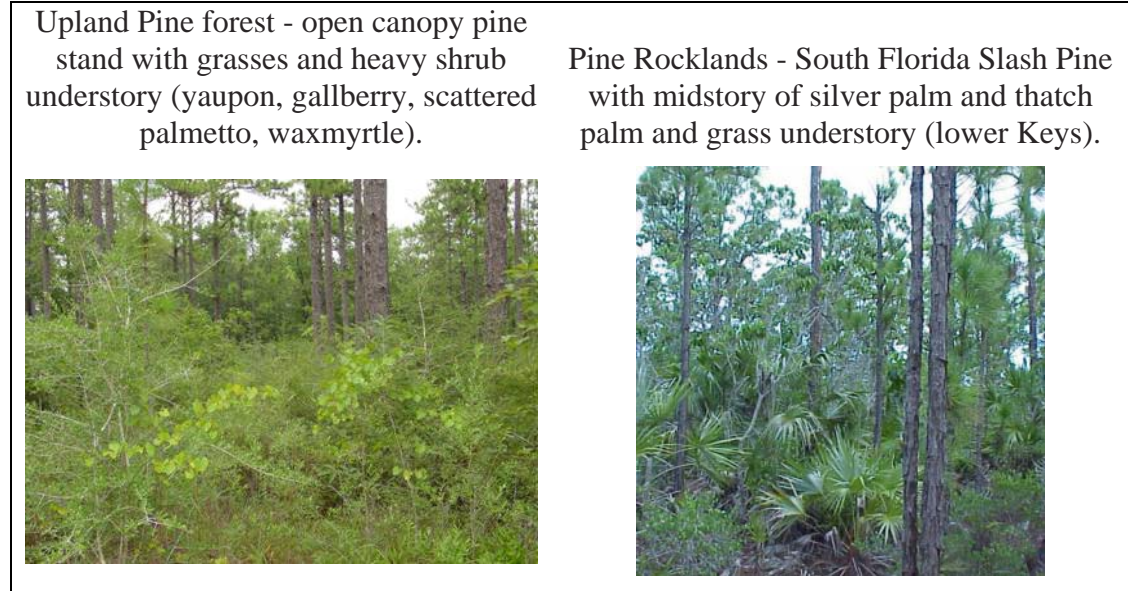 Upland Pine forest - open canopy pine
stand with grasses and heavy shrub
understory (yaupon, gallberry, scattered
palmetto, waxmyrtle).
Pine Rocklands - South Florida Slash Pine
with midstory of silver palm and thatch
palm and grass understory (lower Keys).